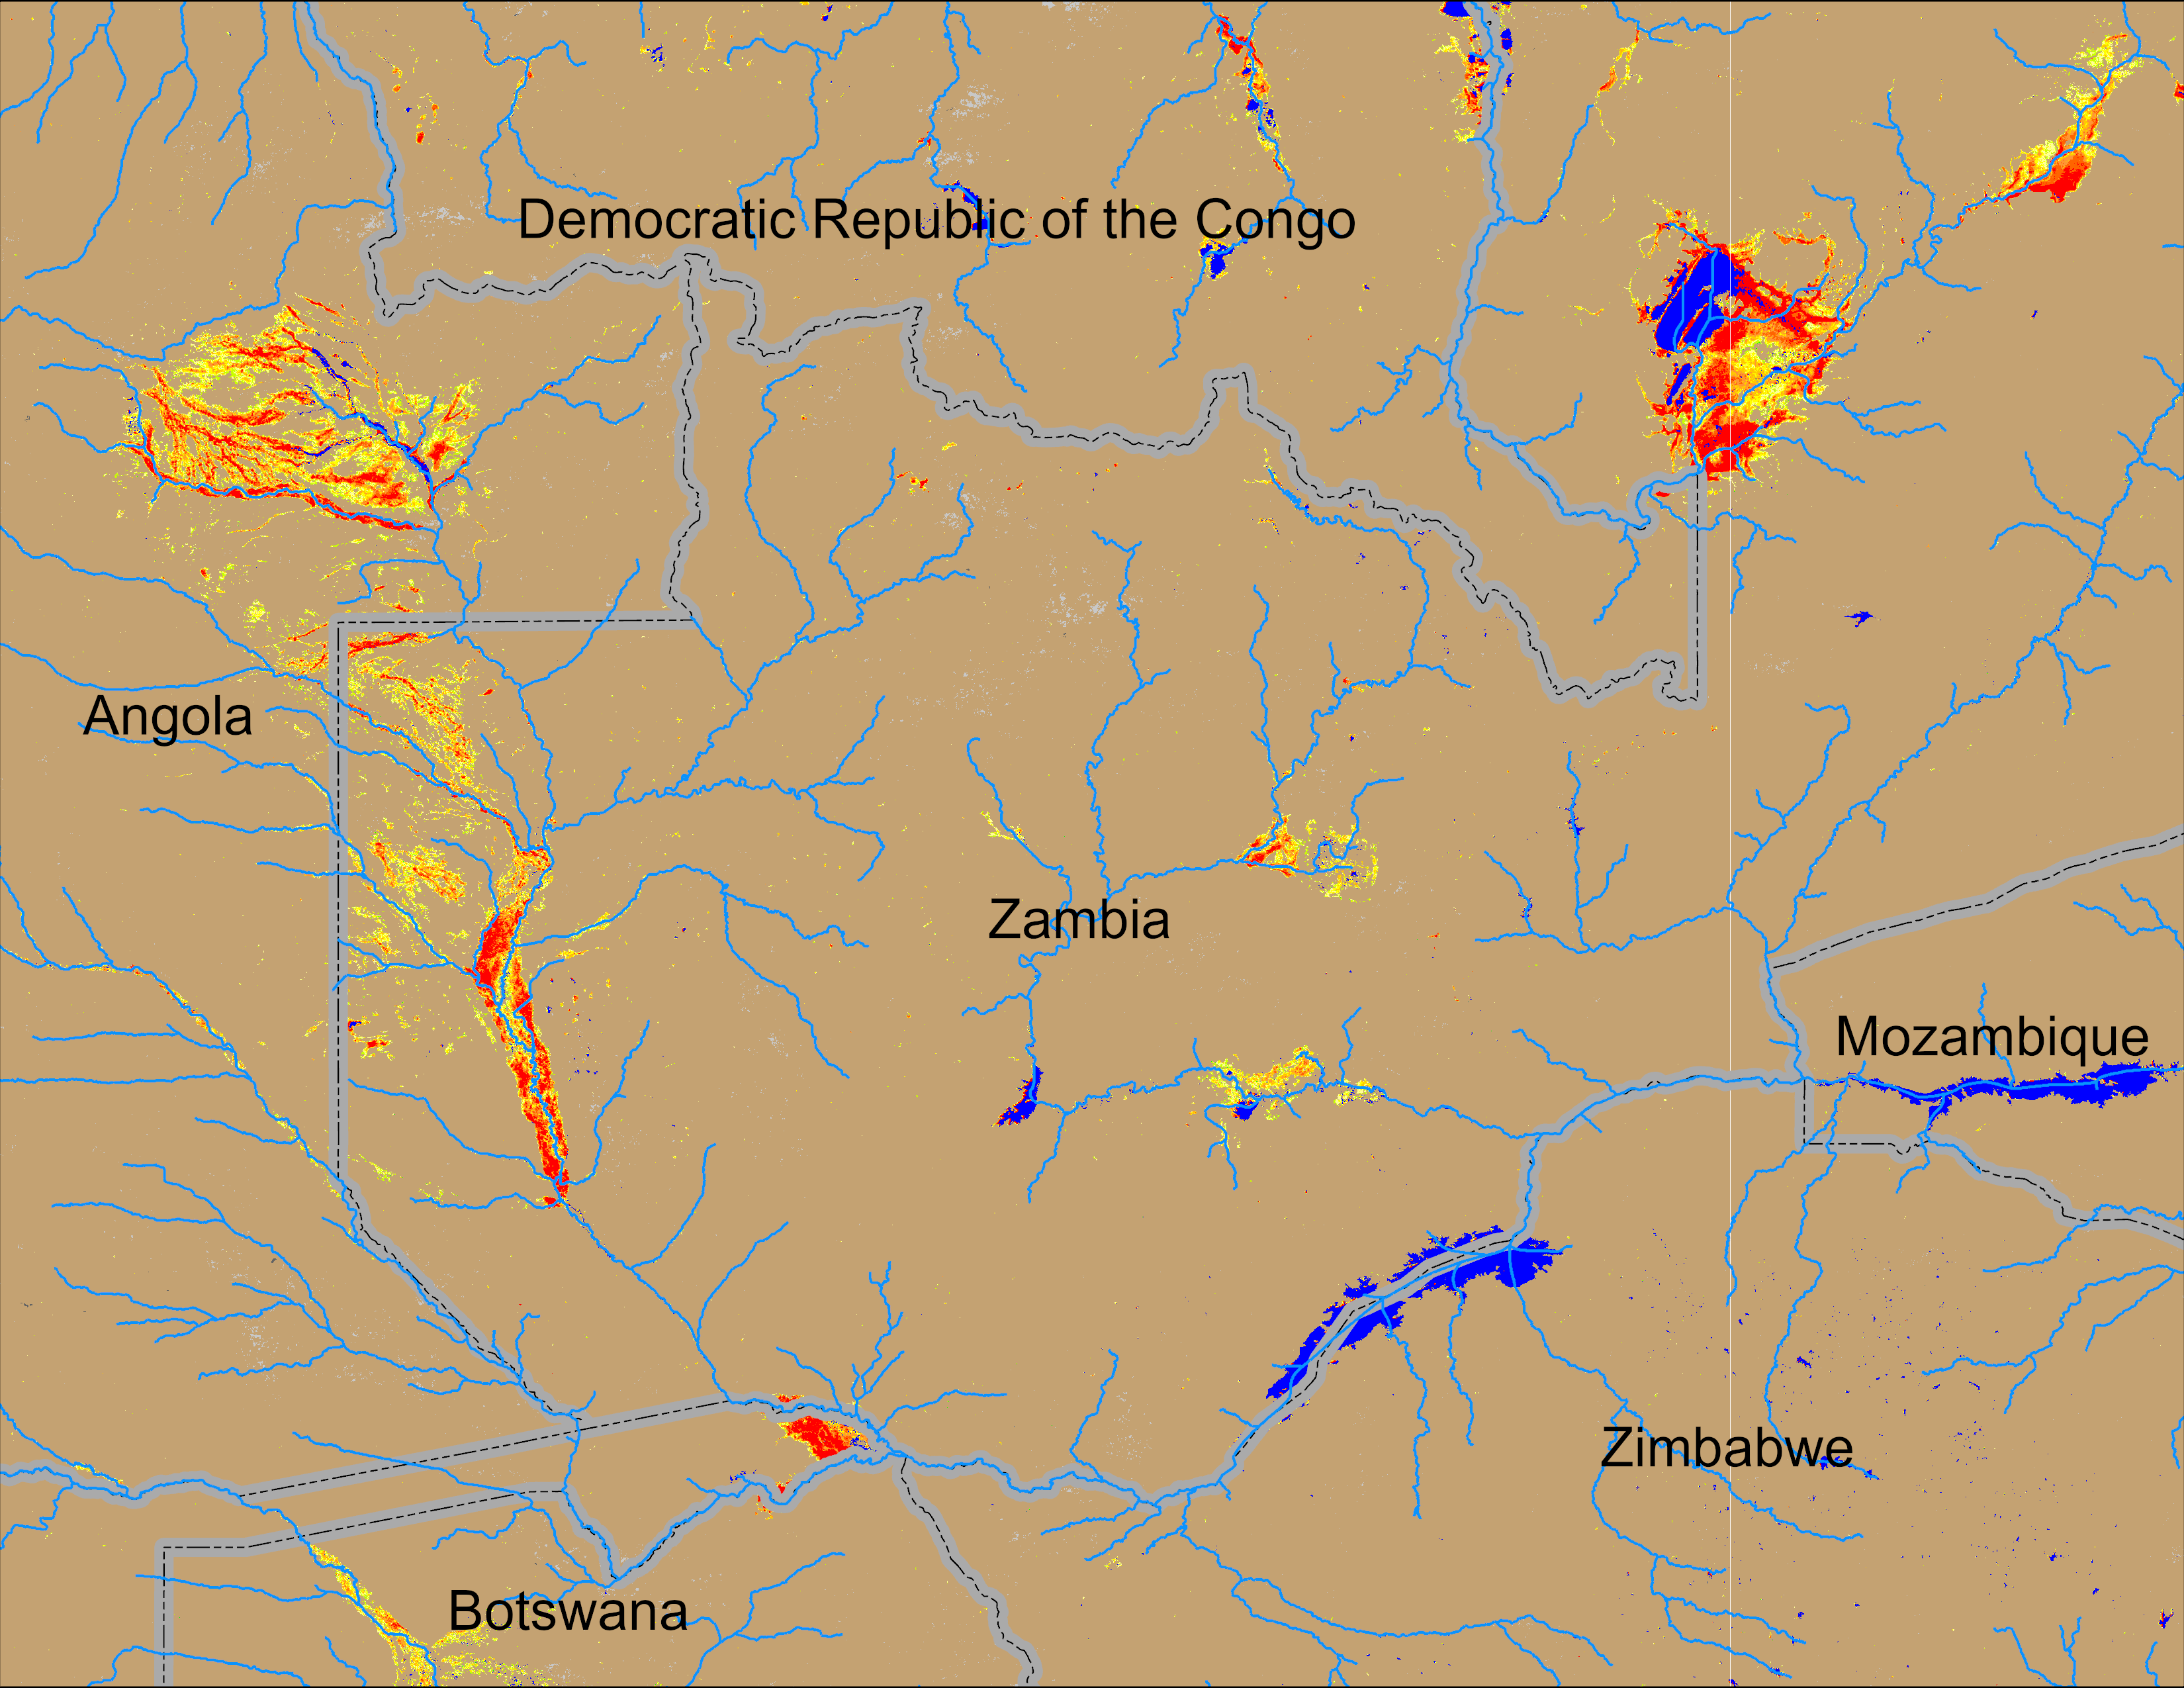 Democratic Republic of the Congo
Angola
Zambia
Mozambique
Zimbabwe
Botswana